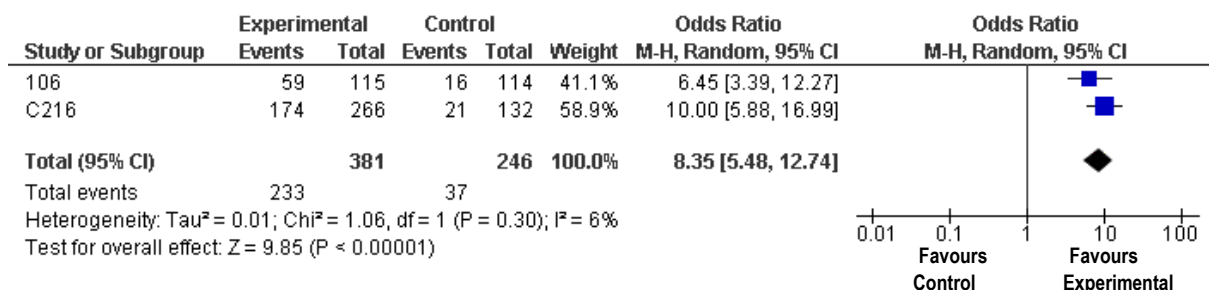 Experimental Control Odds Ratio Odds Ratio
Study or Subgroup Events Total Events Total Weight M-H, Random, 95% CI M-H, Random, 95% CI
106 59 115 16 114 41.1% 6.45 [3.39, 12.27]
C216 174 266 21 132 58.9% 10.00 [5.88, 16.99]
Total (95% CI) 381 246 100.0% 8.35 [5.48, 12.74]
Total events 233 37
Heterogeneity: Tau² = 0.01; Chi² = 1.06, df = 1 (P = 0.30); I² = 6%
Test for overall effect: Z = 9.85 (P < 0.00001)
0.01 0.1 1 10 100
Favours Favours
Control Experimental